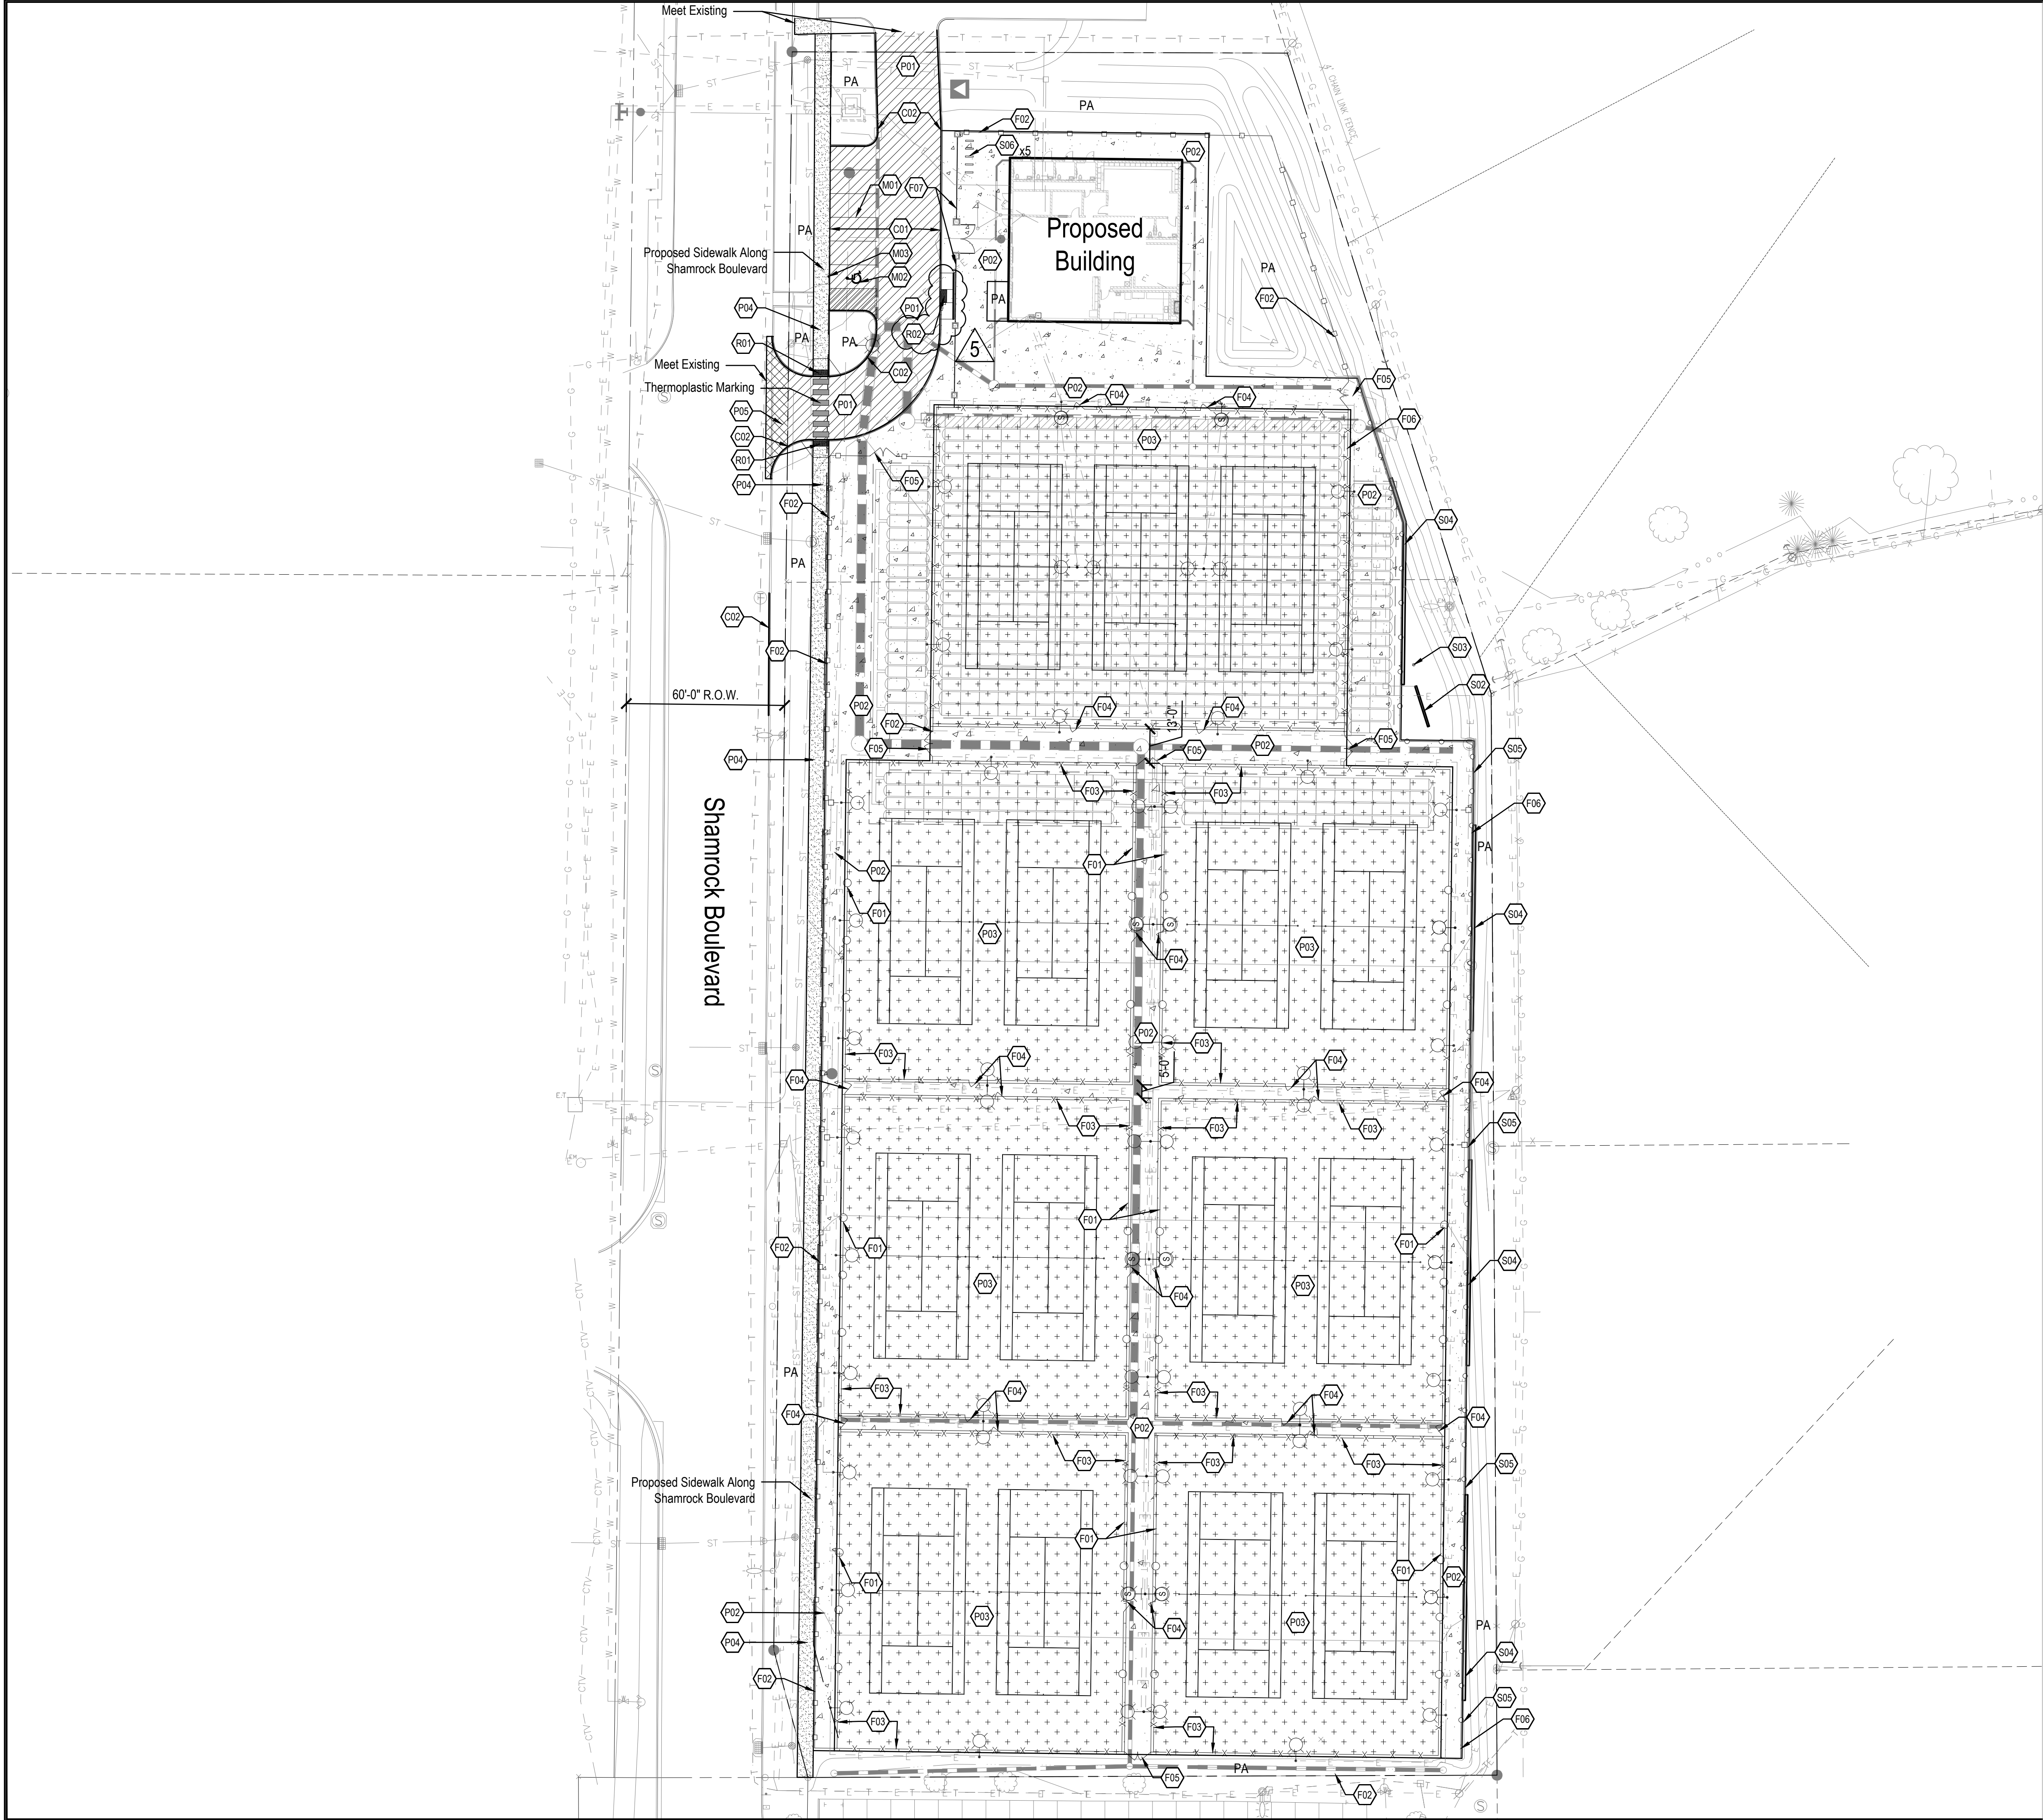 Meet Existing
P01
PA
PA
4' CHAIN LINK FENCE
C02
F02
S06
x5
P02
M01
F07
PA
C01
Proposed
Building
Proposed Sidewalk Along
Shamrock Boulevard
M03
P02
M02
PA
F02
PA
P04
P01
R02
PA
PA
R01
5
Meet Existing
C02
F05
Thermoplastic Marking
P02
F04
F04
P05
P01
F06
C02
P03
R01
P04
F05
F02
P02
S04
PA
C02
F02
S03
S02
60'-0" R.O.W.
P02
F04
F04
13'-0"
F02
F05
F05
P02
F05
S05
P04
F03
F03
Shamrock Boulevard
F06
PA
F01
P02
F01
S04
P03
P03
F04
P02
F03
F04
F03
F04
5'-0"
F04
F04
E.T
F03
F03
F03
S05
F01
F02
F01
F01
S04
P03
P03
F04
PA
F03
F04
F03
F04
F04
P02
F04
F03
F03
F03
S05
Proposed Sidewalk Along
Shamrock Boulevard
F01
F01
F01
P02
P02
P03
P03
F04
PA
P04
S04
F02
S05
F03
F03
F06
PA
F05
F02